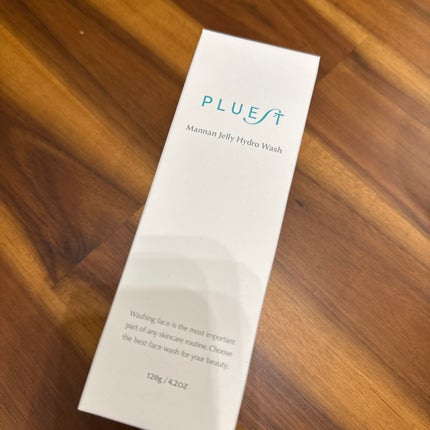 PLUEST
Mannan Jelly Hydro Wash
Washing face is the most important
part of any skincare routine. Choose
the best face wash for your beauty.
120g / 4.2OZ